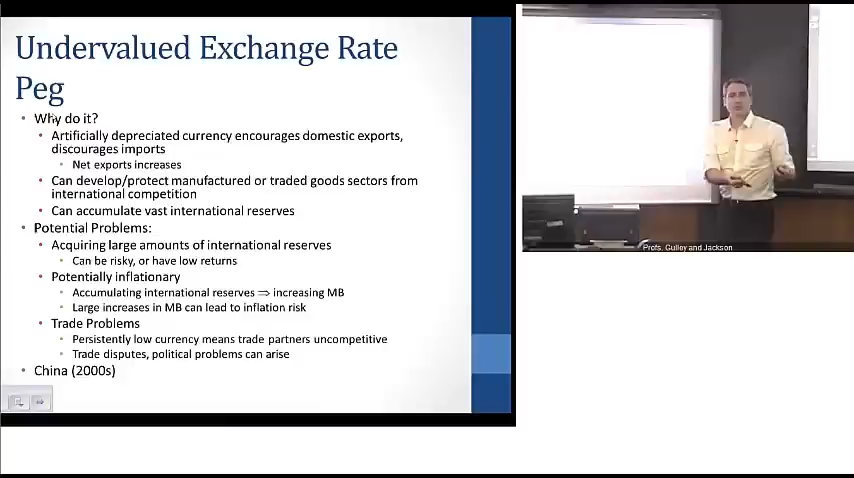 Undervalued Exchange Rate
Peg
• Why do it?
• Artificially depreciated currency encourages domestic exports,
discourages imports
• Net exports increases
• Can develop/protect manufactured or traded goods sectors from
international competition
• Can accumulate vast international reserves
• Potential Problems:
• Acquiring large amounts of international reserves
• Can be risky, or have low returns
• Potentially inflationary
• Accumulating international reserves ⇒ increasing MB
• Large increases in MB can lead to inflation risk
• Trade Problems
• Persistently low currency means trade partners uncompetitive
• Trade disputes, political problems can arise
• China (2000s)
Profs. Gulley and Jackson